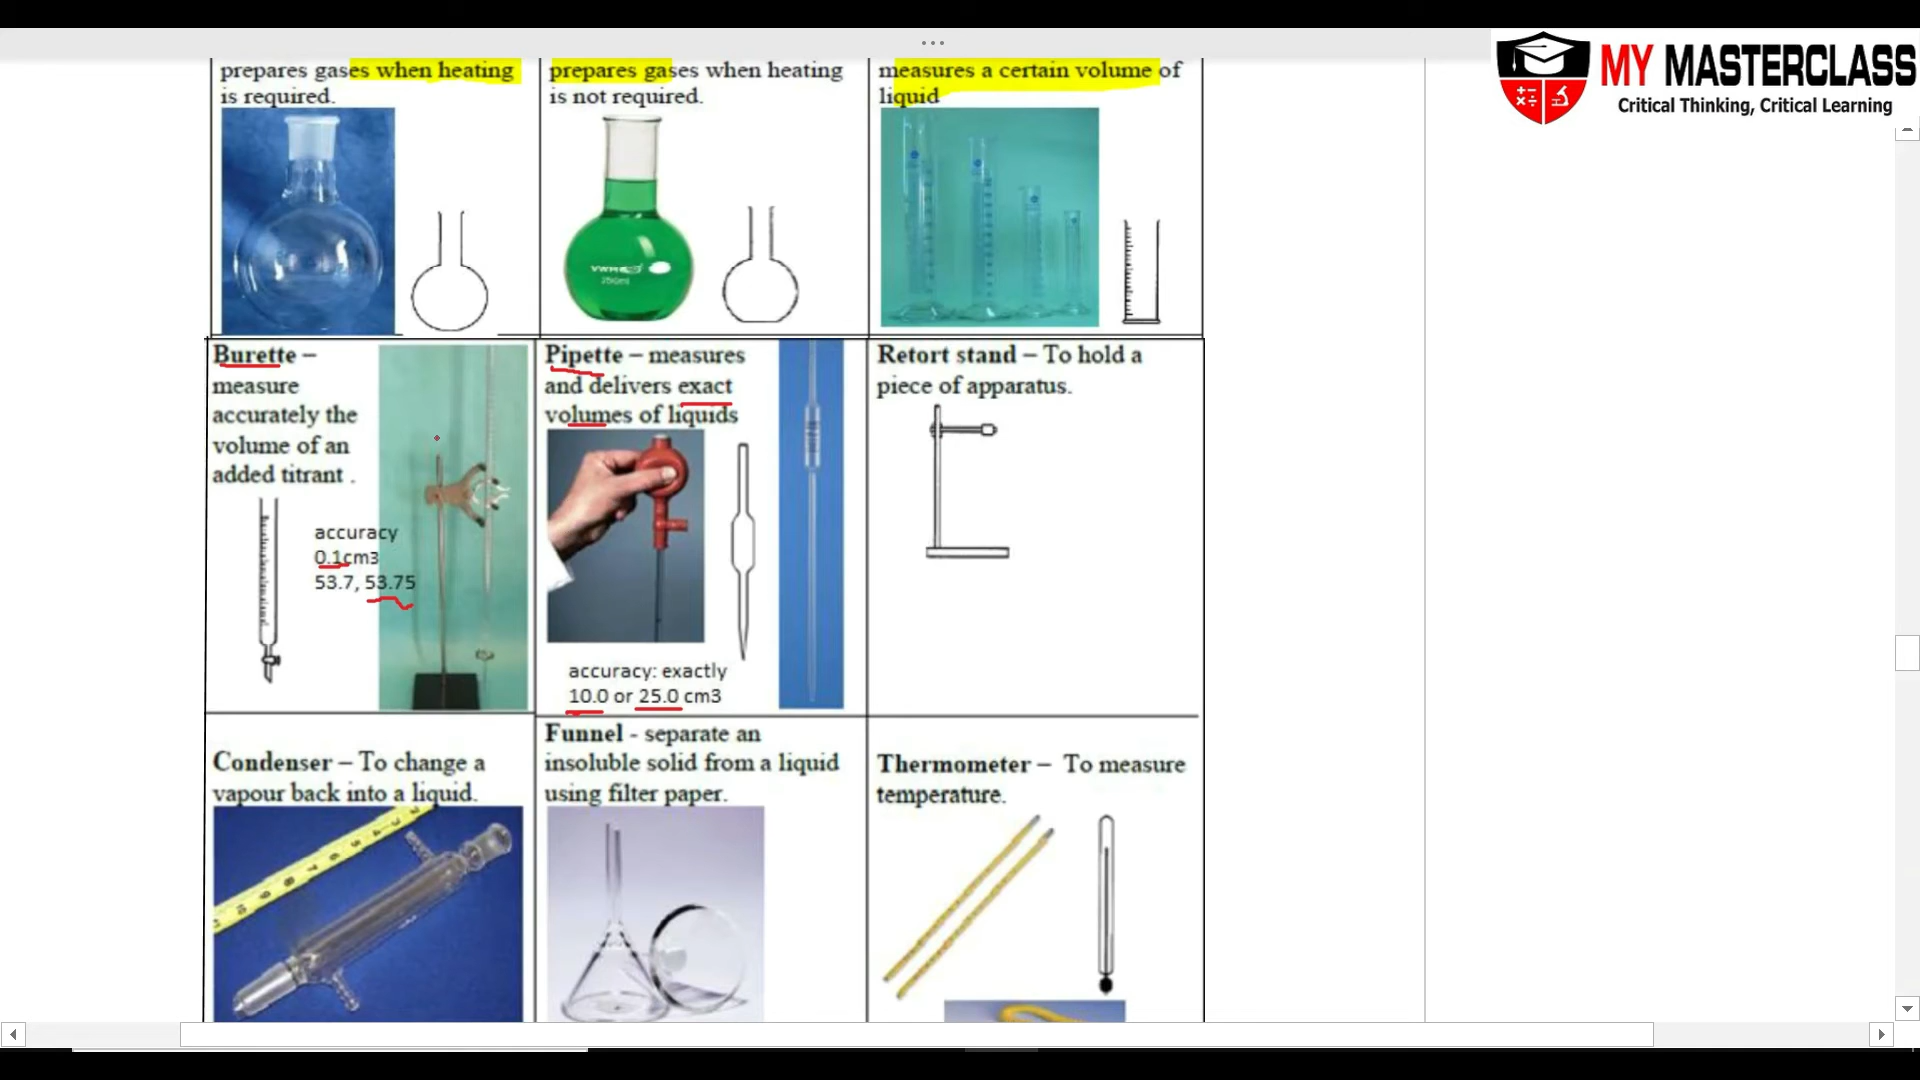 MY MASTERCLASS
Critical Thinking, Critical Learning
prepares gases when heating
is required.
prepares gases when heating
is not required.
measures a certain volume of
liquid
VWR
250ml
Burette –
measure
accurately the
volume of an
added titrant .
accuracy
0.1cm3
53.7, 53.75
Pipette – measures
and delivers exact
volumes of liquids
accuracy: exactly
10.0 or 25.0 cm3
Retort stand – To hold a
piece of apparatus.
Condenser – To change a
vapour back into a liquid.
Funnel - separate an
insoluble solid from a liquid
using filter paper.
Thermometer – To measure
temperature.